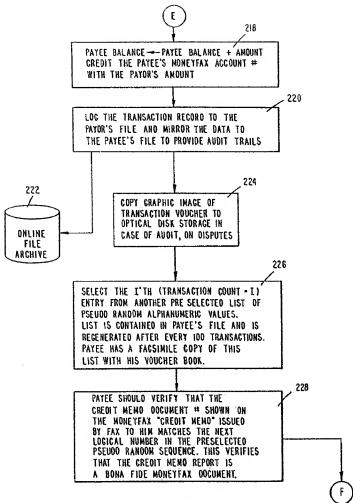 E
218
PAYEE BALANCE ← PAYEE BALANCE + AMOUNT
CREDIT THE PAYEE'S MONEYFAX ACCOUNT #
WITH THE PAYOR'S AMOUNT
220
LOG THE TRANSACTION RECORD TO THE
PAYOR'S FILE AND MIRROR THE DATA TO
THE PAYEE'S FILE TO PROVIDE AUDIT TRAILS
222
ONLINE
FILE
ARCHIVE
224
COPY GRAPHIC IMAGE OF
TRANSACTION VOUCHER TO
OPTICAL DISK STORAGE IN
CASE OF AUDIT, ON DISPUTES
226
SELECT THE I'TH (TRANSACTION COUNT = I)
ENTRY FROM ANOTHER PRE SELECTED LIST OF
PSEUDO RANDOM ALPHANUMERIC VALUES.
LIST IS CONTAINED IN PAYEE'S FILE AND IS
REGENERATED AFTER EVERY 100 TRANSACTIONS.
PAYEE HAS A FACSIMILE COPY OF THIS
LIST WITH HIS VOUCHER BOOK.
228
PAYEE SHOULD VERIFY THAT THE
CREDIT MEMO DOCUMENT # SHOWN ON
THE MONEYFAX "CREDIT MEMO" ISSUED
BY FAX TO HIM MATCHES THE NEXT
LOGICAL NUMBER IN THE PRESELECTED
PSEUDO RANDOM SEQUENCE. THIS VERIFIES
THAT THE CREDIT MEMO REPORT IS
A BONA FIDE MONEYFAX DOCUMENT.
F